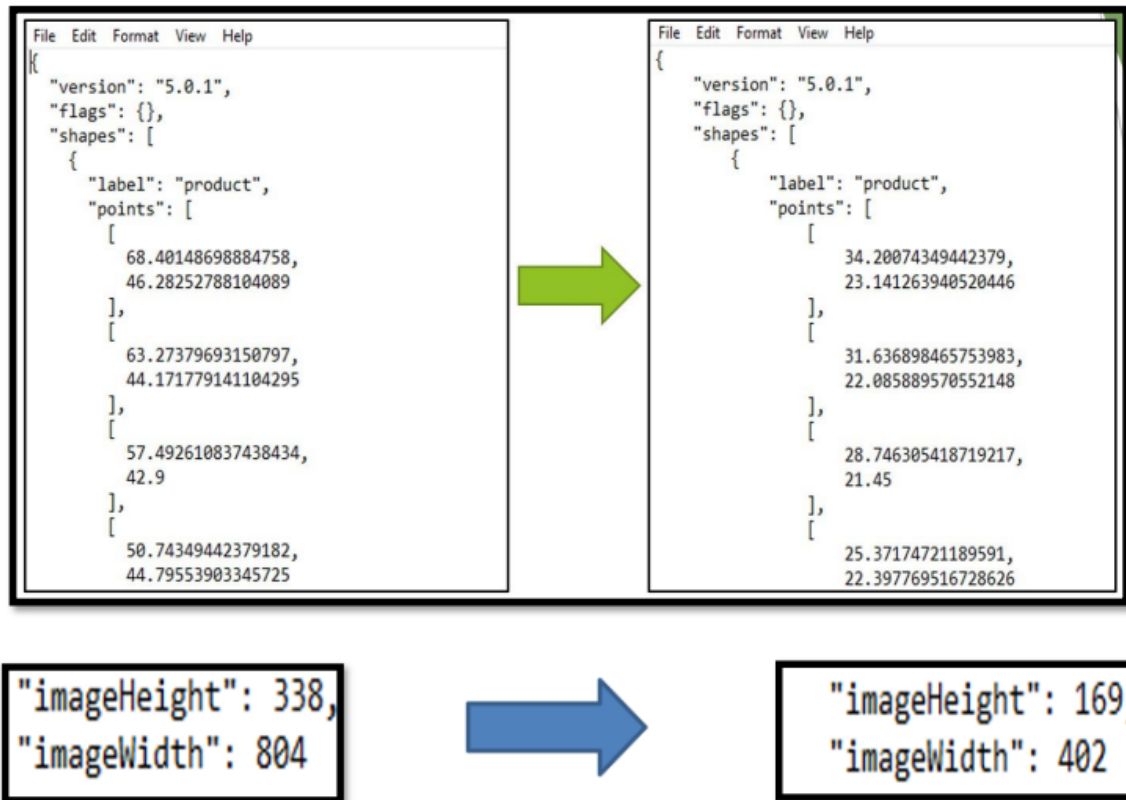 File Edit Format View Help
{
"version": "5.0.1",
"flags": {},
"shapes": [
{
"label": "product",
"points": [
[
68.40148698884758,
46.28252788104089
],
[
63.27379693150797,
44.171779141104295
],
[
57.492610837438434,
42.9
],
[
50.74349442379182,
44.79553903345725
File Edit Format View Help
{
"version": "5.0.1",
"flags": {},
"shapes": [
{
"label": "product",
"points": [
[
34.20074349442379,
23.141263940520446
],
[
31.636898465753983,
22.085889570552148
],
[
28.746305418719217,
21.45
],
[
25.37174721189591,
22.397769516728626
"imageHeight": 338,
"imageWidth": 804
"imageHeight": 169,
"imageWidth": 402